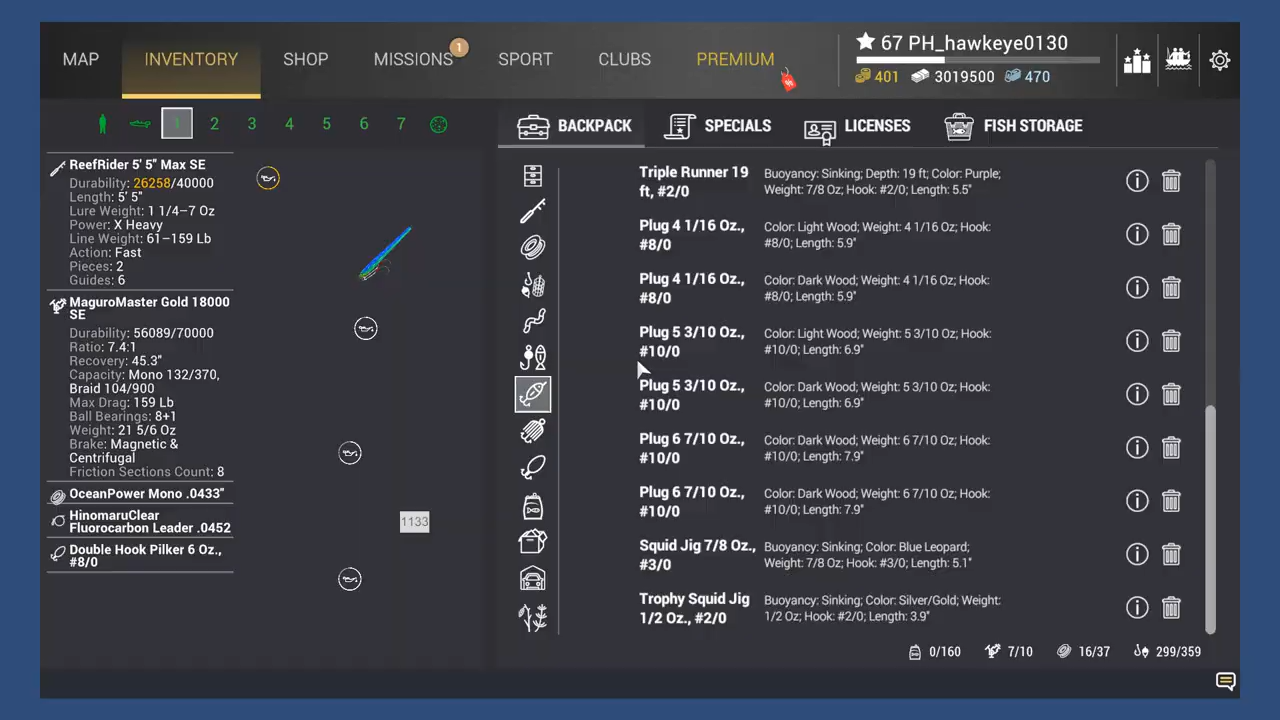 MAP INVENTORY SHOP MISSIONS 1 SPORT CLUBS PREMIUM
67 PH_hawkeye0130
401 3019500 470
1 2 3 4 5 6 7
BACKPACK SPECIALS LICENSES FISH STORAGE
ReefRider 5' 5" Max SE
Durability: 26258/40000
Length: 5' 5"
Lure Weight: 1 1/4–7 Oz
Power: X Heavy
Line Weight: 61–159 Lb
Action: Fast
Pieces: 2
Guides: 6
MaguroMaster Gold 18000
SE
Durability: 56089/70000
Ratio: 7.4:1
Recovery: 45.3"
Capacity: Mono 132/370,
Braid 104/900
Max Drag: 159 Lb
Ball Bearings: 8+1
Weight: 21 5/6 Oz
Brake: Magnetic &
Centrifugal
Friction Sections Count: 8
OceanPower Mono .0433"
HinomaruClear
Fluorocarbon Leader .0452
Double Hook Pilker 6 Oz.,
#8/0
1133
Triple Runner 19
ft, #2/0
Buoyancy: Sinking; Depth: 19 ft; Color: Purple;
Weight: 7/8 Oz; Hook: #2/0; Length: 5.5"
Plug 4 1/16 Oz.,
#8/0
Color: Light Wood; Weight: 4 1/16 Oz; Hook:
#8/0; Length: 5.9"
Plug 4 1/16 Oz.,
#8/0
Color: Dark Wood; Weight: 4 1/16 Oz; Hook:
#8/0; Length: 5.9"
Plug 5 3/10 Oz.,
#10/0
Color: Light Wood; Weight: 5 3/10 Oz; Hook:
#10/0; Length: 6.9"
Plug 5 3/10 Oz.,
#10/0
Color: Dark Wood; Weight: 5 3/10 Oz; Hook:
#10/0; Length: 6.9"
Plug 6 7/10 Oz.,
#10/0
Color: Dark Wood; Weight: 6 7/10 Oz; Hook:
#10/0; Length: 7.9"
Plug 6 7/10 Oz.,
#10/0
Color: Dark Wood; Weight: 6 7/10 Oz; Hook:
#10/0; Length: 7.9"
Squid Jig 7/8 Oz.,
#3/0
Buoyancy: Sinking; Color: Blue Leopard;
Weight: 7/8 Oz; Hook: #3/0; Length: 5.1"
Trophy Squid Jig
1/2 Oz., #2/0
Buoyancy: Sinking; Color: Silver/Gold; Weight:
1/2 Oz; Hook: #2/0; Length: 3.9"
0/160 7/10 16/37 299/359